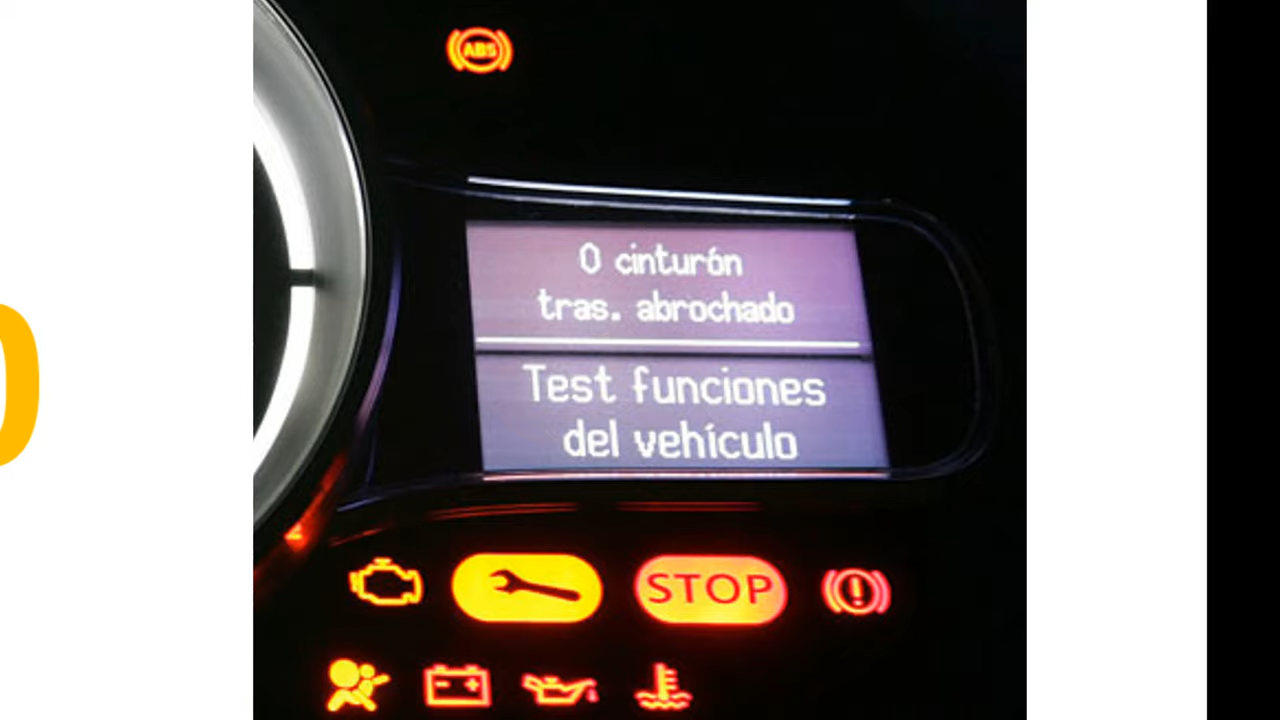 ABS
0 cinturón
tras. abrochado
Test funciones
del vehículo
STOP